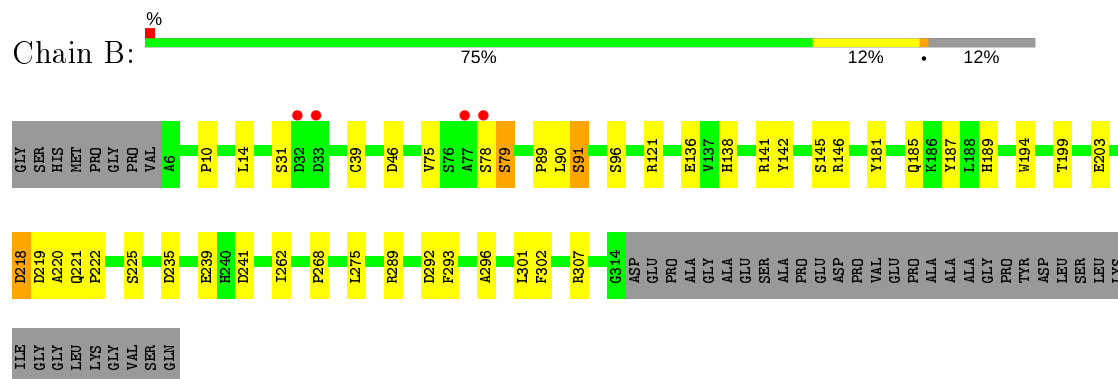 %
Chain B:
75% 12% • 12%
GLY SER HIS MET PRO GLY PRO VAL A6 P10 L14 S31 D32 D33 C39 D46 V75 S76 A77 S78 S79 P89 L90 S91 S96 R121 E136 V137 H138 R141 Y142 S145 R146 Y181 Q185 K186 Y187 L188 H189 W194 T199 E203
D218 D219 A220 Q221 P222 S225 D235 E239 H240 D241 I262 P268 L275 R289 D292 P293 A296 L301 F302 R307 G314 ASP GLU PRO ALA GLY ALA GLU SER ALA PRO GLU ASP PRO VAL GLU PRO ALA ALA ALA GLY PRO TYR ASP LEU SER LEU LYS
ILE GLY GLY LEU LYS GLY VAL SER GLN